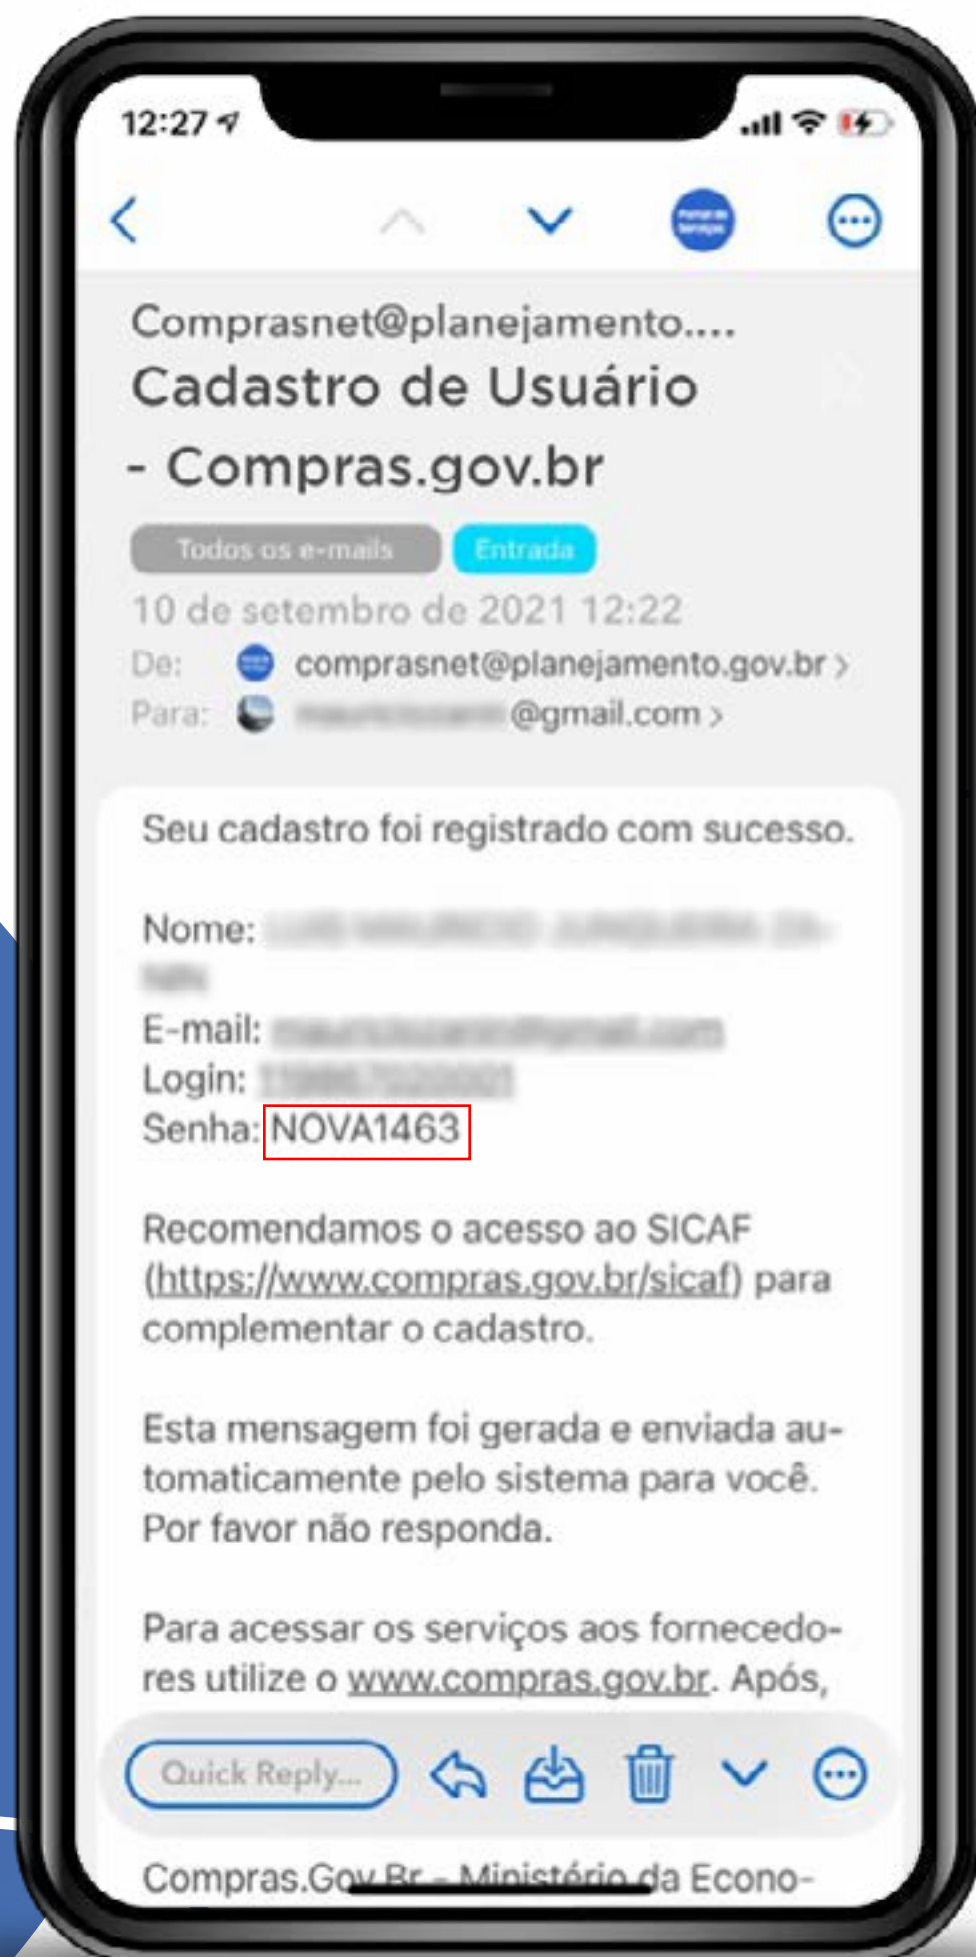 12:27
Comprasnet@planejamento....
Cadastro de Usuário
- Compras.gov.br
Todos os e-mails Entrada
10 de setembro de 2021 12:22
De: comprasnet@planejamento.gov.br >
Para: @gmail.com >
Seu cadastro foi registrado com sucesso.
Nome:
E-mail:
Login:
Senha: NOVA1463
Recomendamos o acesso ao SICAF
(https://www.compras.gov.br/sicaf) para
complementar o cadastro.
Esta mensagem foi gerada e enviada au-
tomaticamente pelo sistema para você.
Por favor não responda.
Para acessar os serviços aos fornecedo-
res utilize o www.compras.gov.br. Após,
Quick Reply...
Compras.Gov.Br - Ministério da Econo-